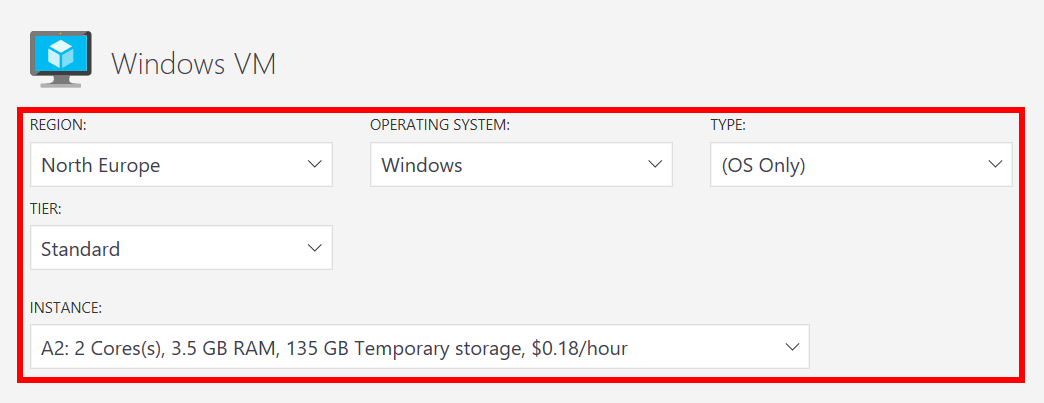 Windows VM
REGION: OPERATING SYSTEM: TYPE:
North Europe Windows (OS Only)
TIER:
Standard
INSTANCE:
A2: 2 Cores(s), 3.5 GB RAM, 135 GB Temporary storage, $0.18/hour